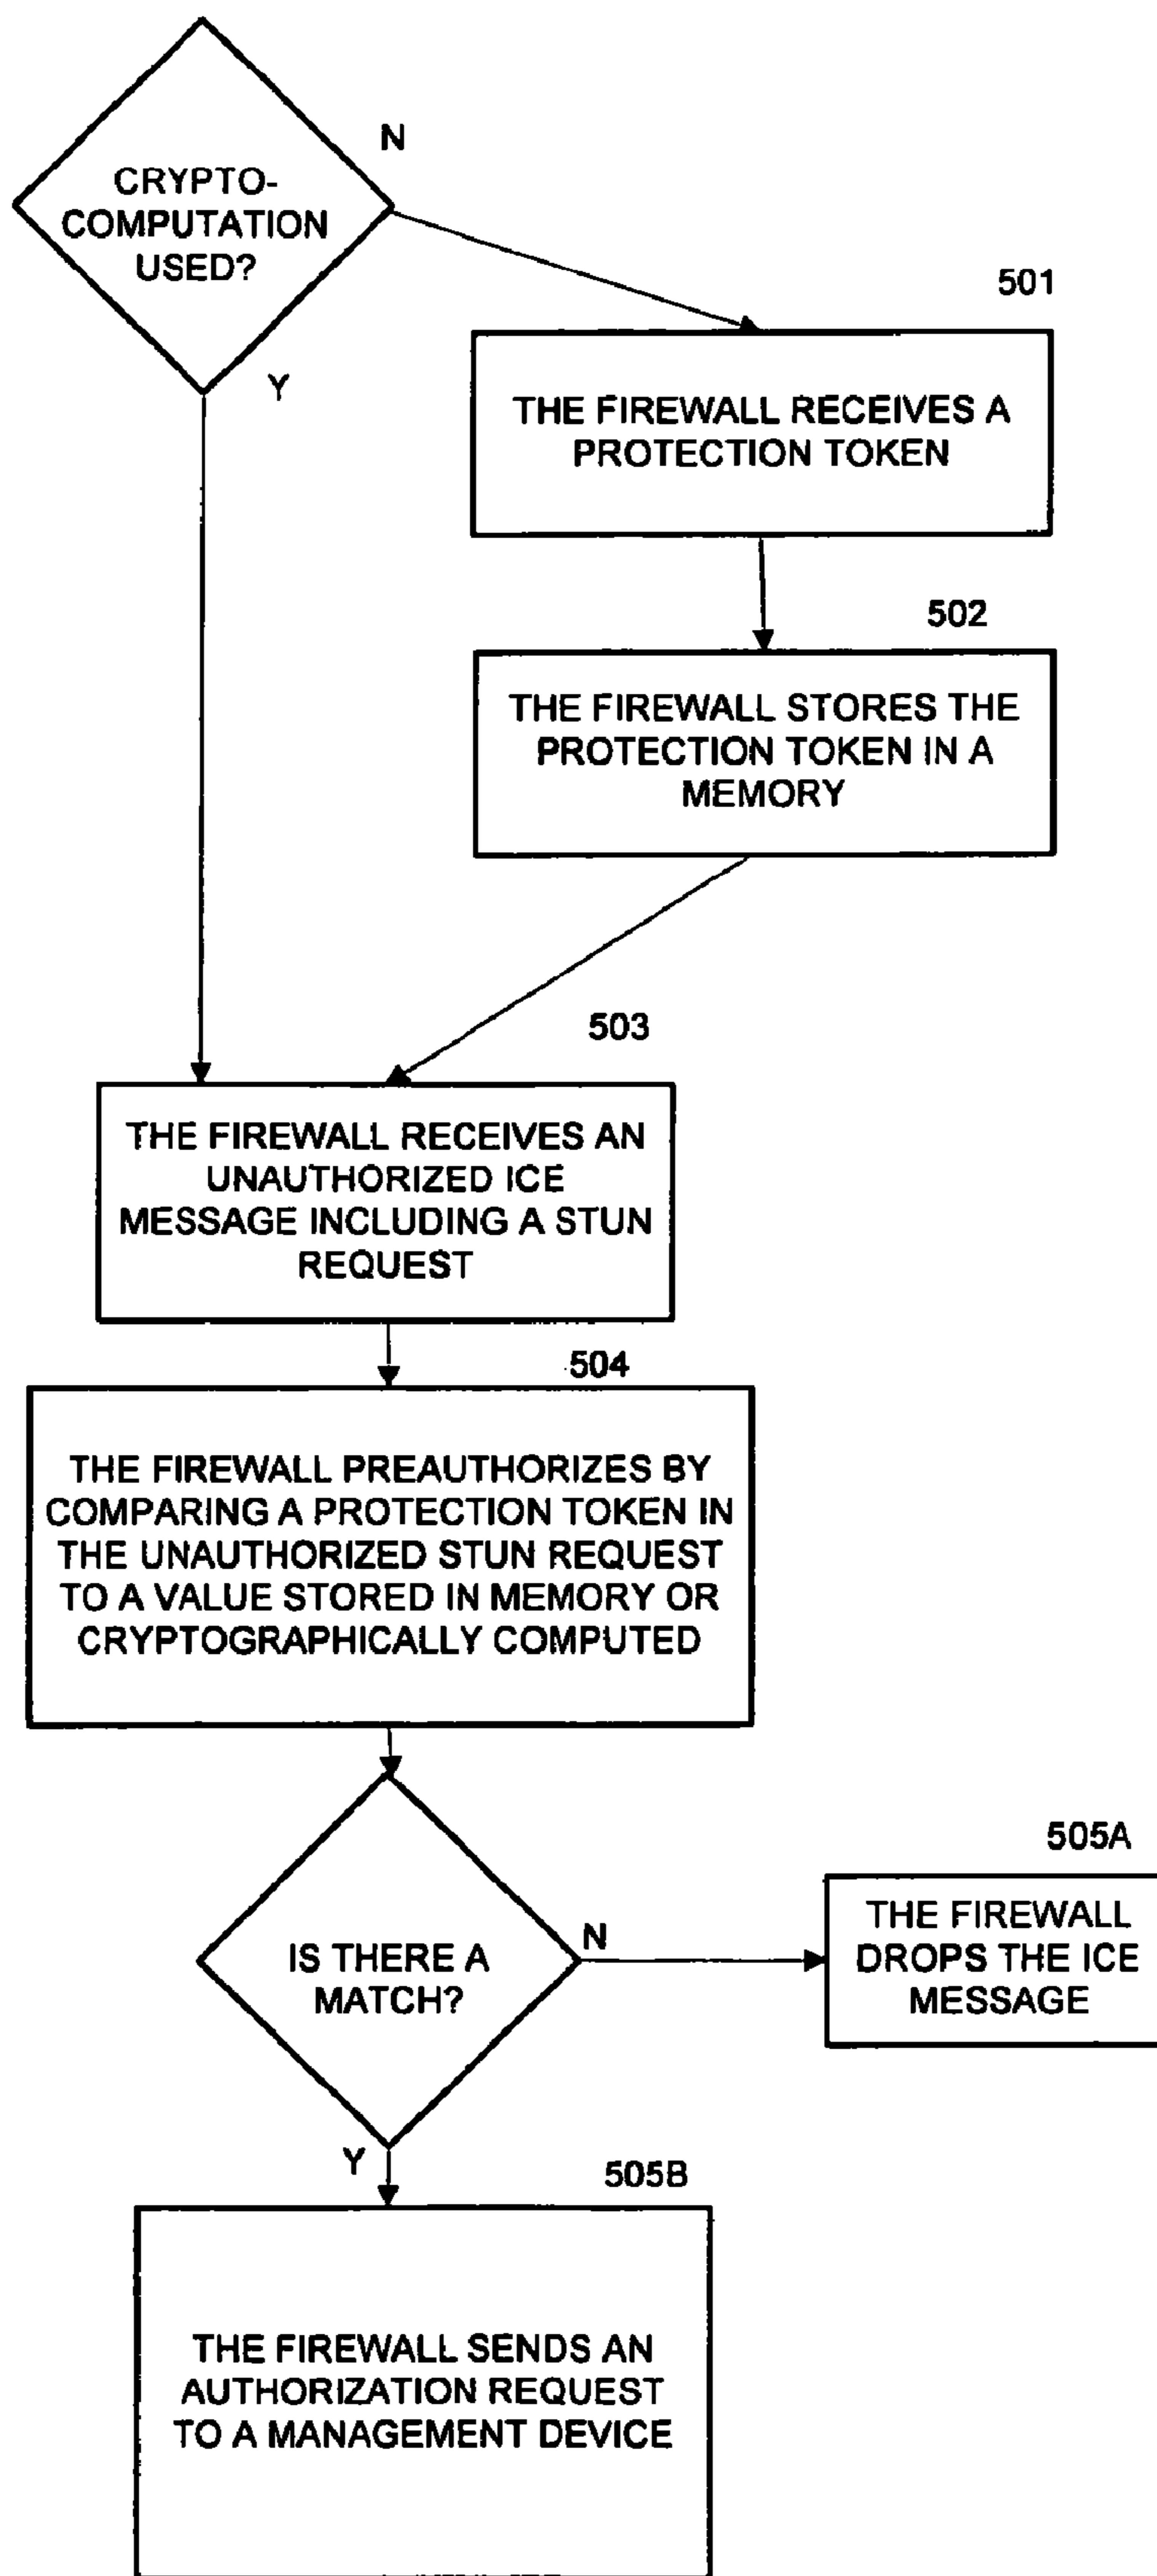 N
CRYPTO-
COMPUTATION
USED?
Y
501
THE FIREWALL RECEIVES A
PROTECTION TOKEN
502
THE FIREWALL STORES THE
PROTECTION TOKEN IN A
MEMORY
503
THE FIREWALL RECEIVES AN
UNAUTHORIZED ICE
MESSAGE INCLUDING A STUN
REQUEST
504
THE FIREWALL PREAUTHORIZES BY
COMPARING A PROTECTION TOKEN IN
THE UNAUTHORIZED STUN REQUEST
TO A VALUE STORED IN MEMORY OR
CRYPTOGRAPHICALLY COMPUTED
IS THERE A
MATCH?
N
505A
THE FIREWALL
DROPS THE ICE
MESSAGE
Y
505B
THE FIREWALL SENDS AN
AUTHORIZATION REQUEST
TO A MANAGEMENT DEVICE